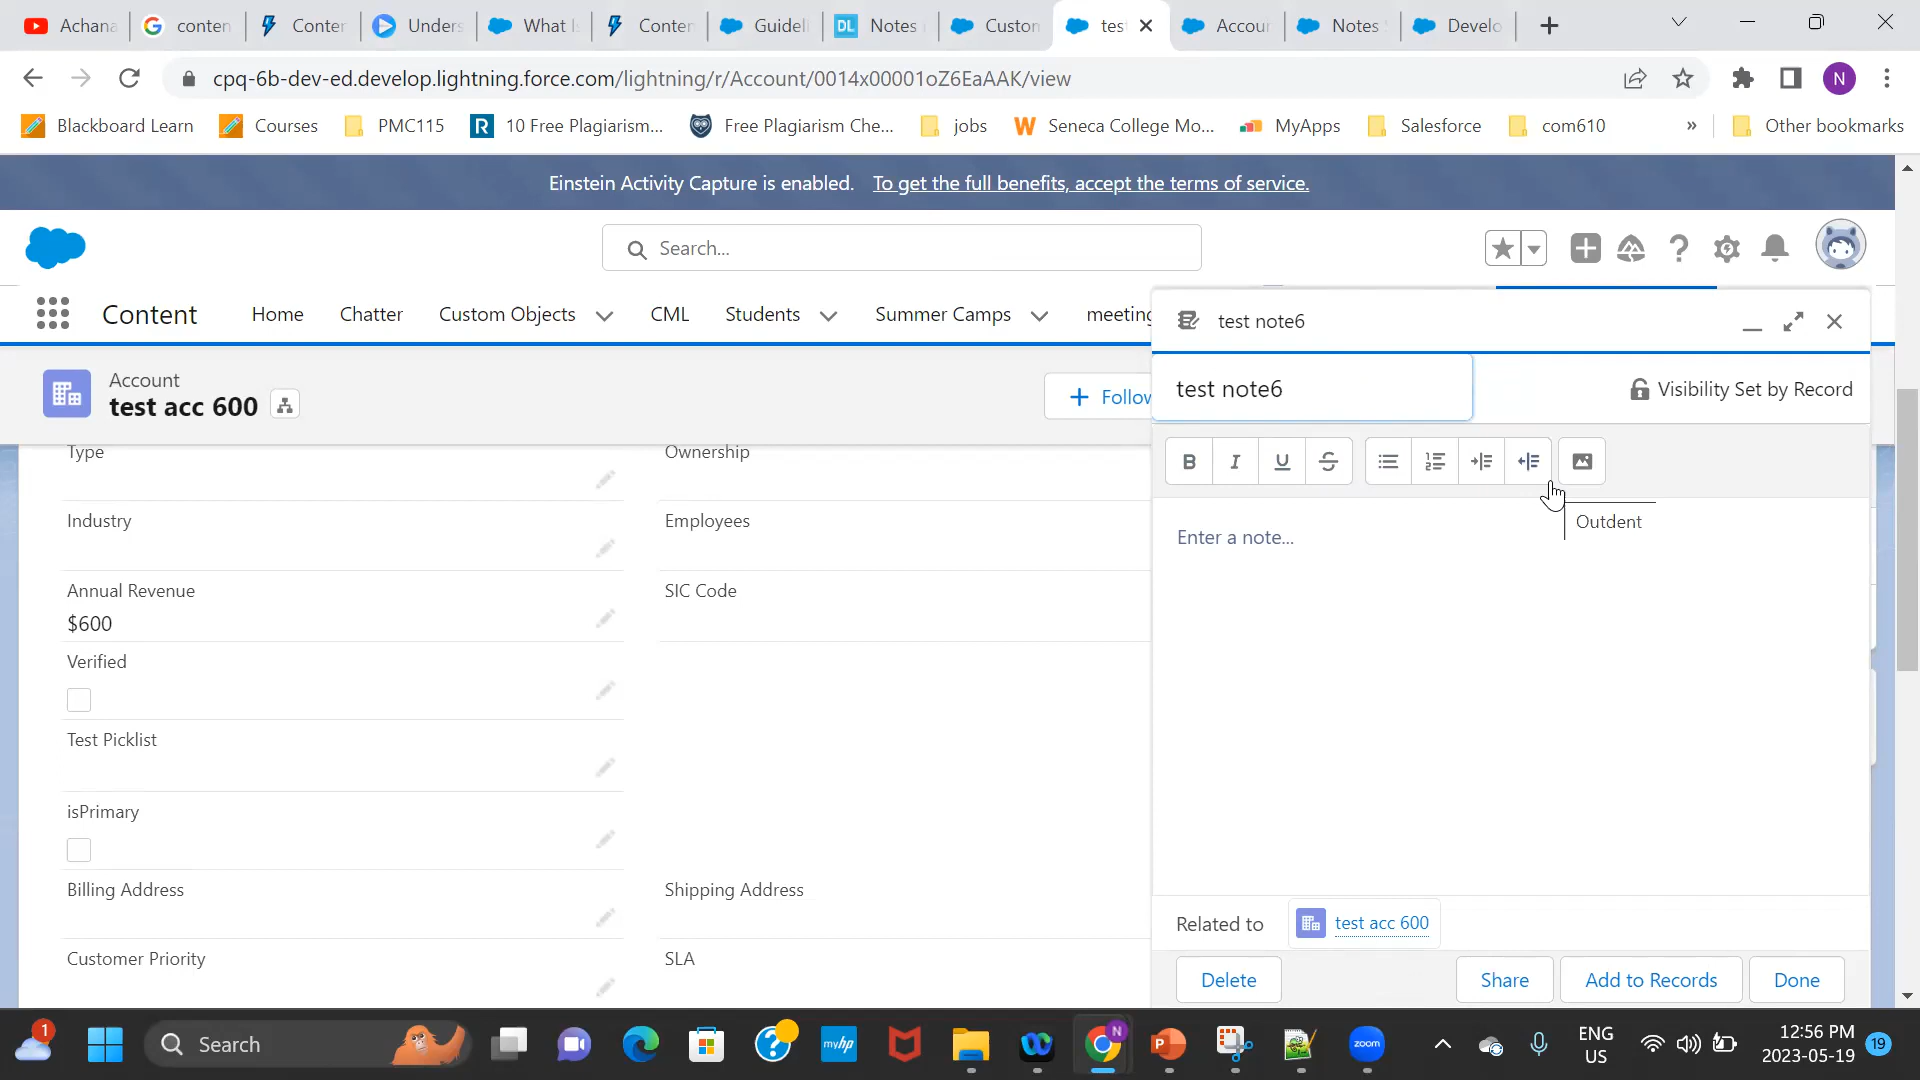 Achana
conten
Conter
Unders
What I
Conter
Guideli
DL Notes i
Custon
tes
Accour
Notes
Develo
cpq-6b-dev-ed.develop.lightning.force.com/lightning/r/Account/0014x00001oZ6EaAAK/view
N
Blackboard Learn
Courses
PMC115
R 10 Free Plagiarism...
Free Plagiarism Che...
jobs
W Seneca College Mo...
MyApps
Salesforce
com610
»
Other bookmarks
Einstein Activity Capture is enabled. To get the full benefits, accept the terms of service.
Search...
Content
Home
Chatter
Custom Objects
CML
Students
Summer Camps
meeting
Account
test acc 600
+ Follow
Type
Ownership
Industry
Employees
Annual Revenue
$600
SIC Code
Verified
Test Picklist
isPrimary
Billing Address
Shipping Address
Customer Priority
SLA
test note6
test note6
Visibility Set by Record
B I U S
Outdent
Enter a note...
Related to
test acc 600
Delete
Share
Add to Records
Done
1
Search
myhp
N
P
zoom
ENG
US
12:56 PM
2023-05-19
19